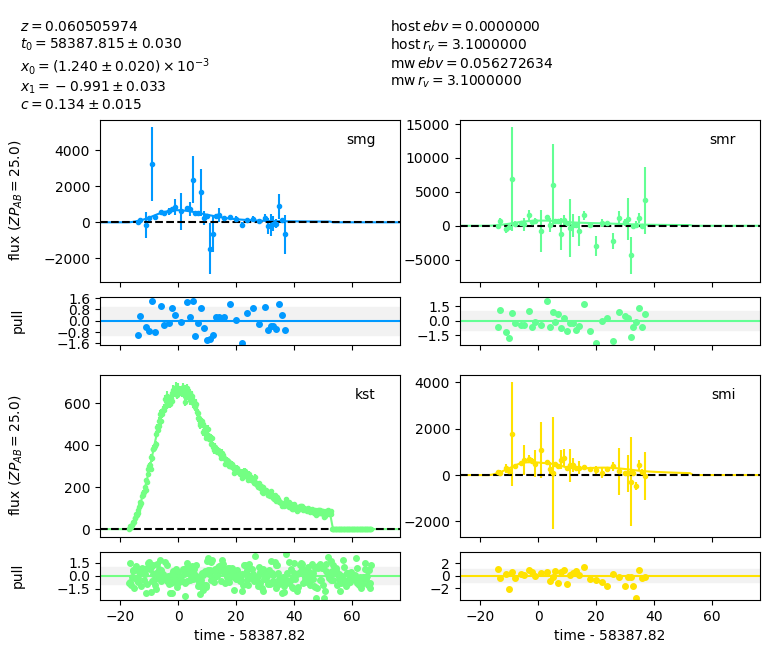 z = 0.060505974
t₀ = 58387.815 ± 0.030
x₀ = (1.240 ± 0.020) × 10⁻³
x₁ = −0.991 ± 0.033
c = 0.134 ± 0.015
host ebv = 0.0000000
host r_v = 3.1000000
mw ebv = 0.056272634
mw r_v = 3.1000000
flux (ZP_AB = 25.0)
4000
2000
0
−2000
smg
15000
10000
5000
0
−5000
smr
pull
1.6
0.8
0.0
−0.8
−1.6
1.5
0.0
−1.5
flux (ZP_AB = 25.0)
600
400
200
0
kst
4000
2000
0
−2000
smi
pull
1.5
0.0
−1.5
2
0
−2
−20 0 20 40 60
−20 0 20 40 60
time - 58387.82
time - 58387.82